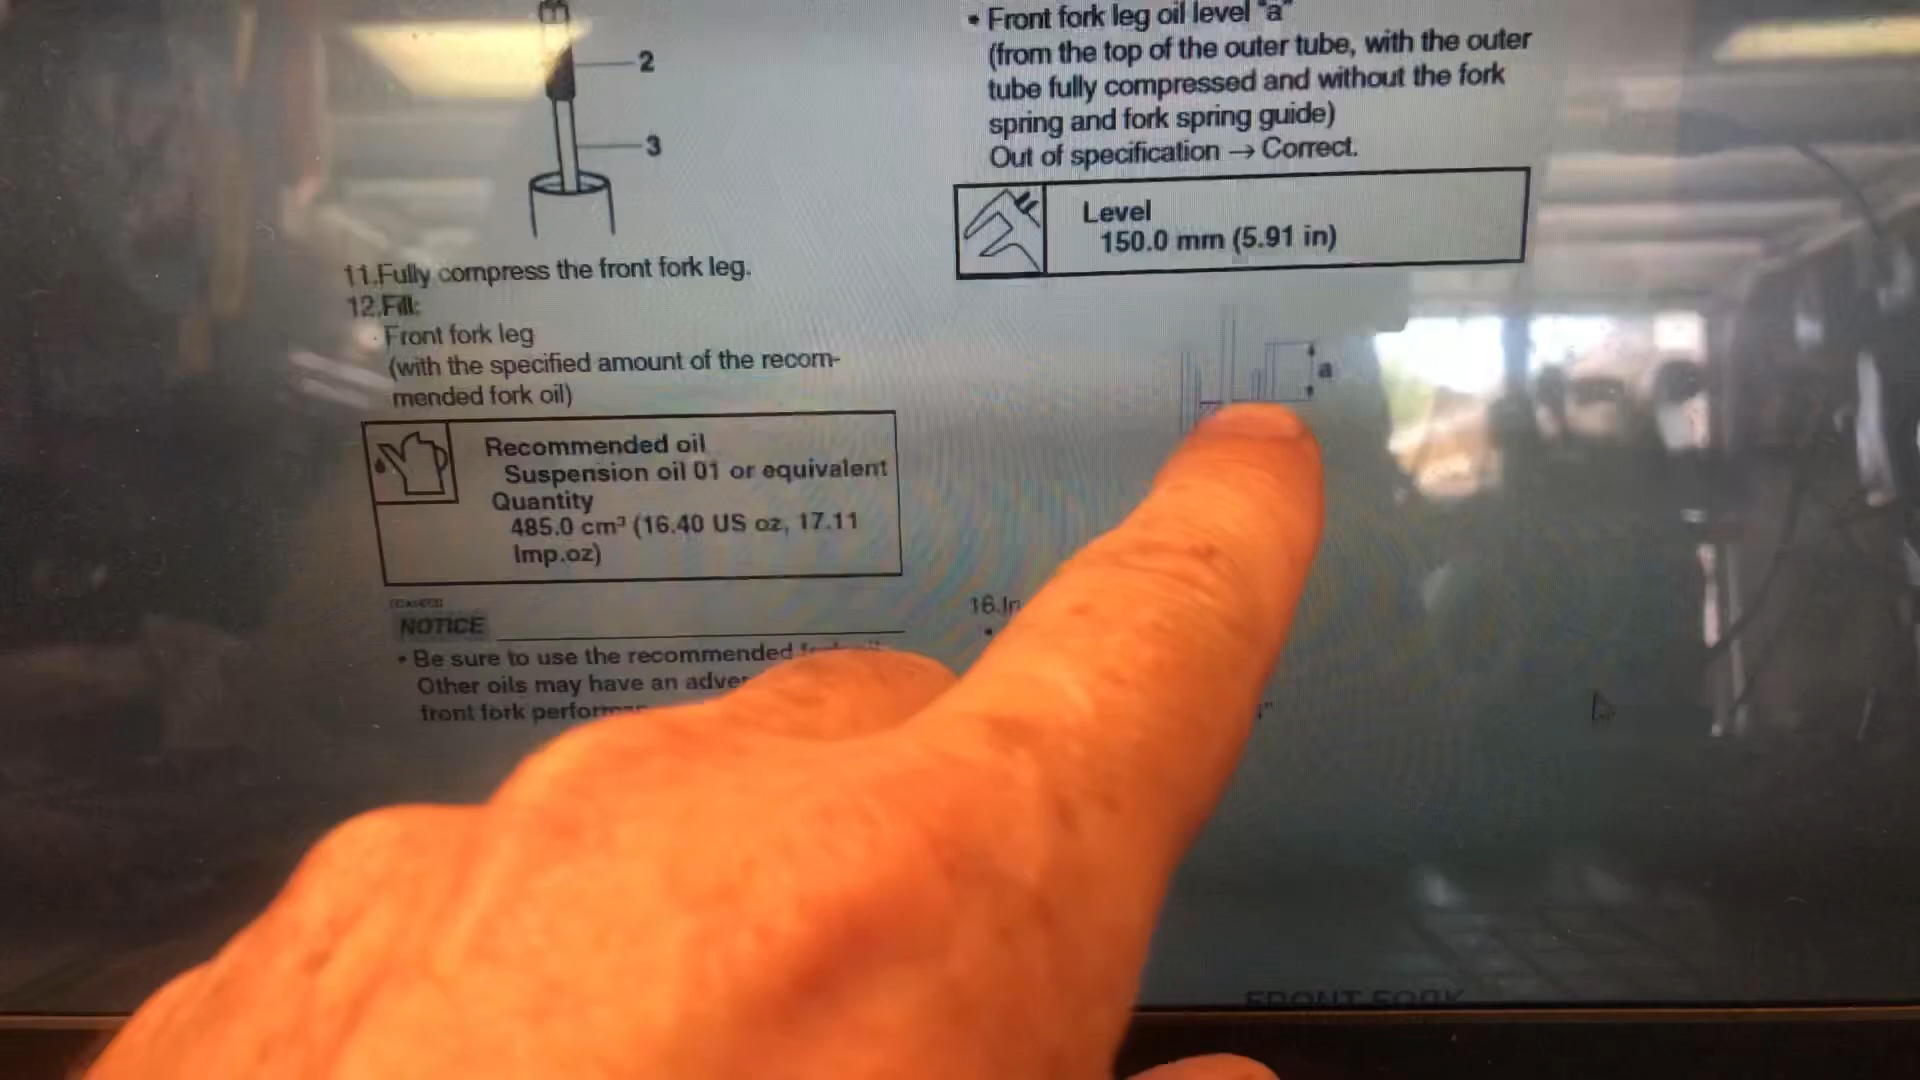 2
3
11.Fully compress the front fork leg.
12.Fill:
Front fork leg
(with the specified amount of the recom-
mended fork oil)
Recommended oil
Suspension oil 01 or equivalent
Quantity
485.0 cm³ (16.40 US oz, 17.11
Imp.oz)
NOTICE
• Be sure to use the recommended
Other oils may have an
front fork
• Front fork leg oil level "a"
(from the top of the outer tube, with the outer
tube fully compressed and without the fork
spring and fork spring guide)
Out of specification → Correct.
Level
150.0 mm (5.91 in)
a
16.In
FRONT FORK